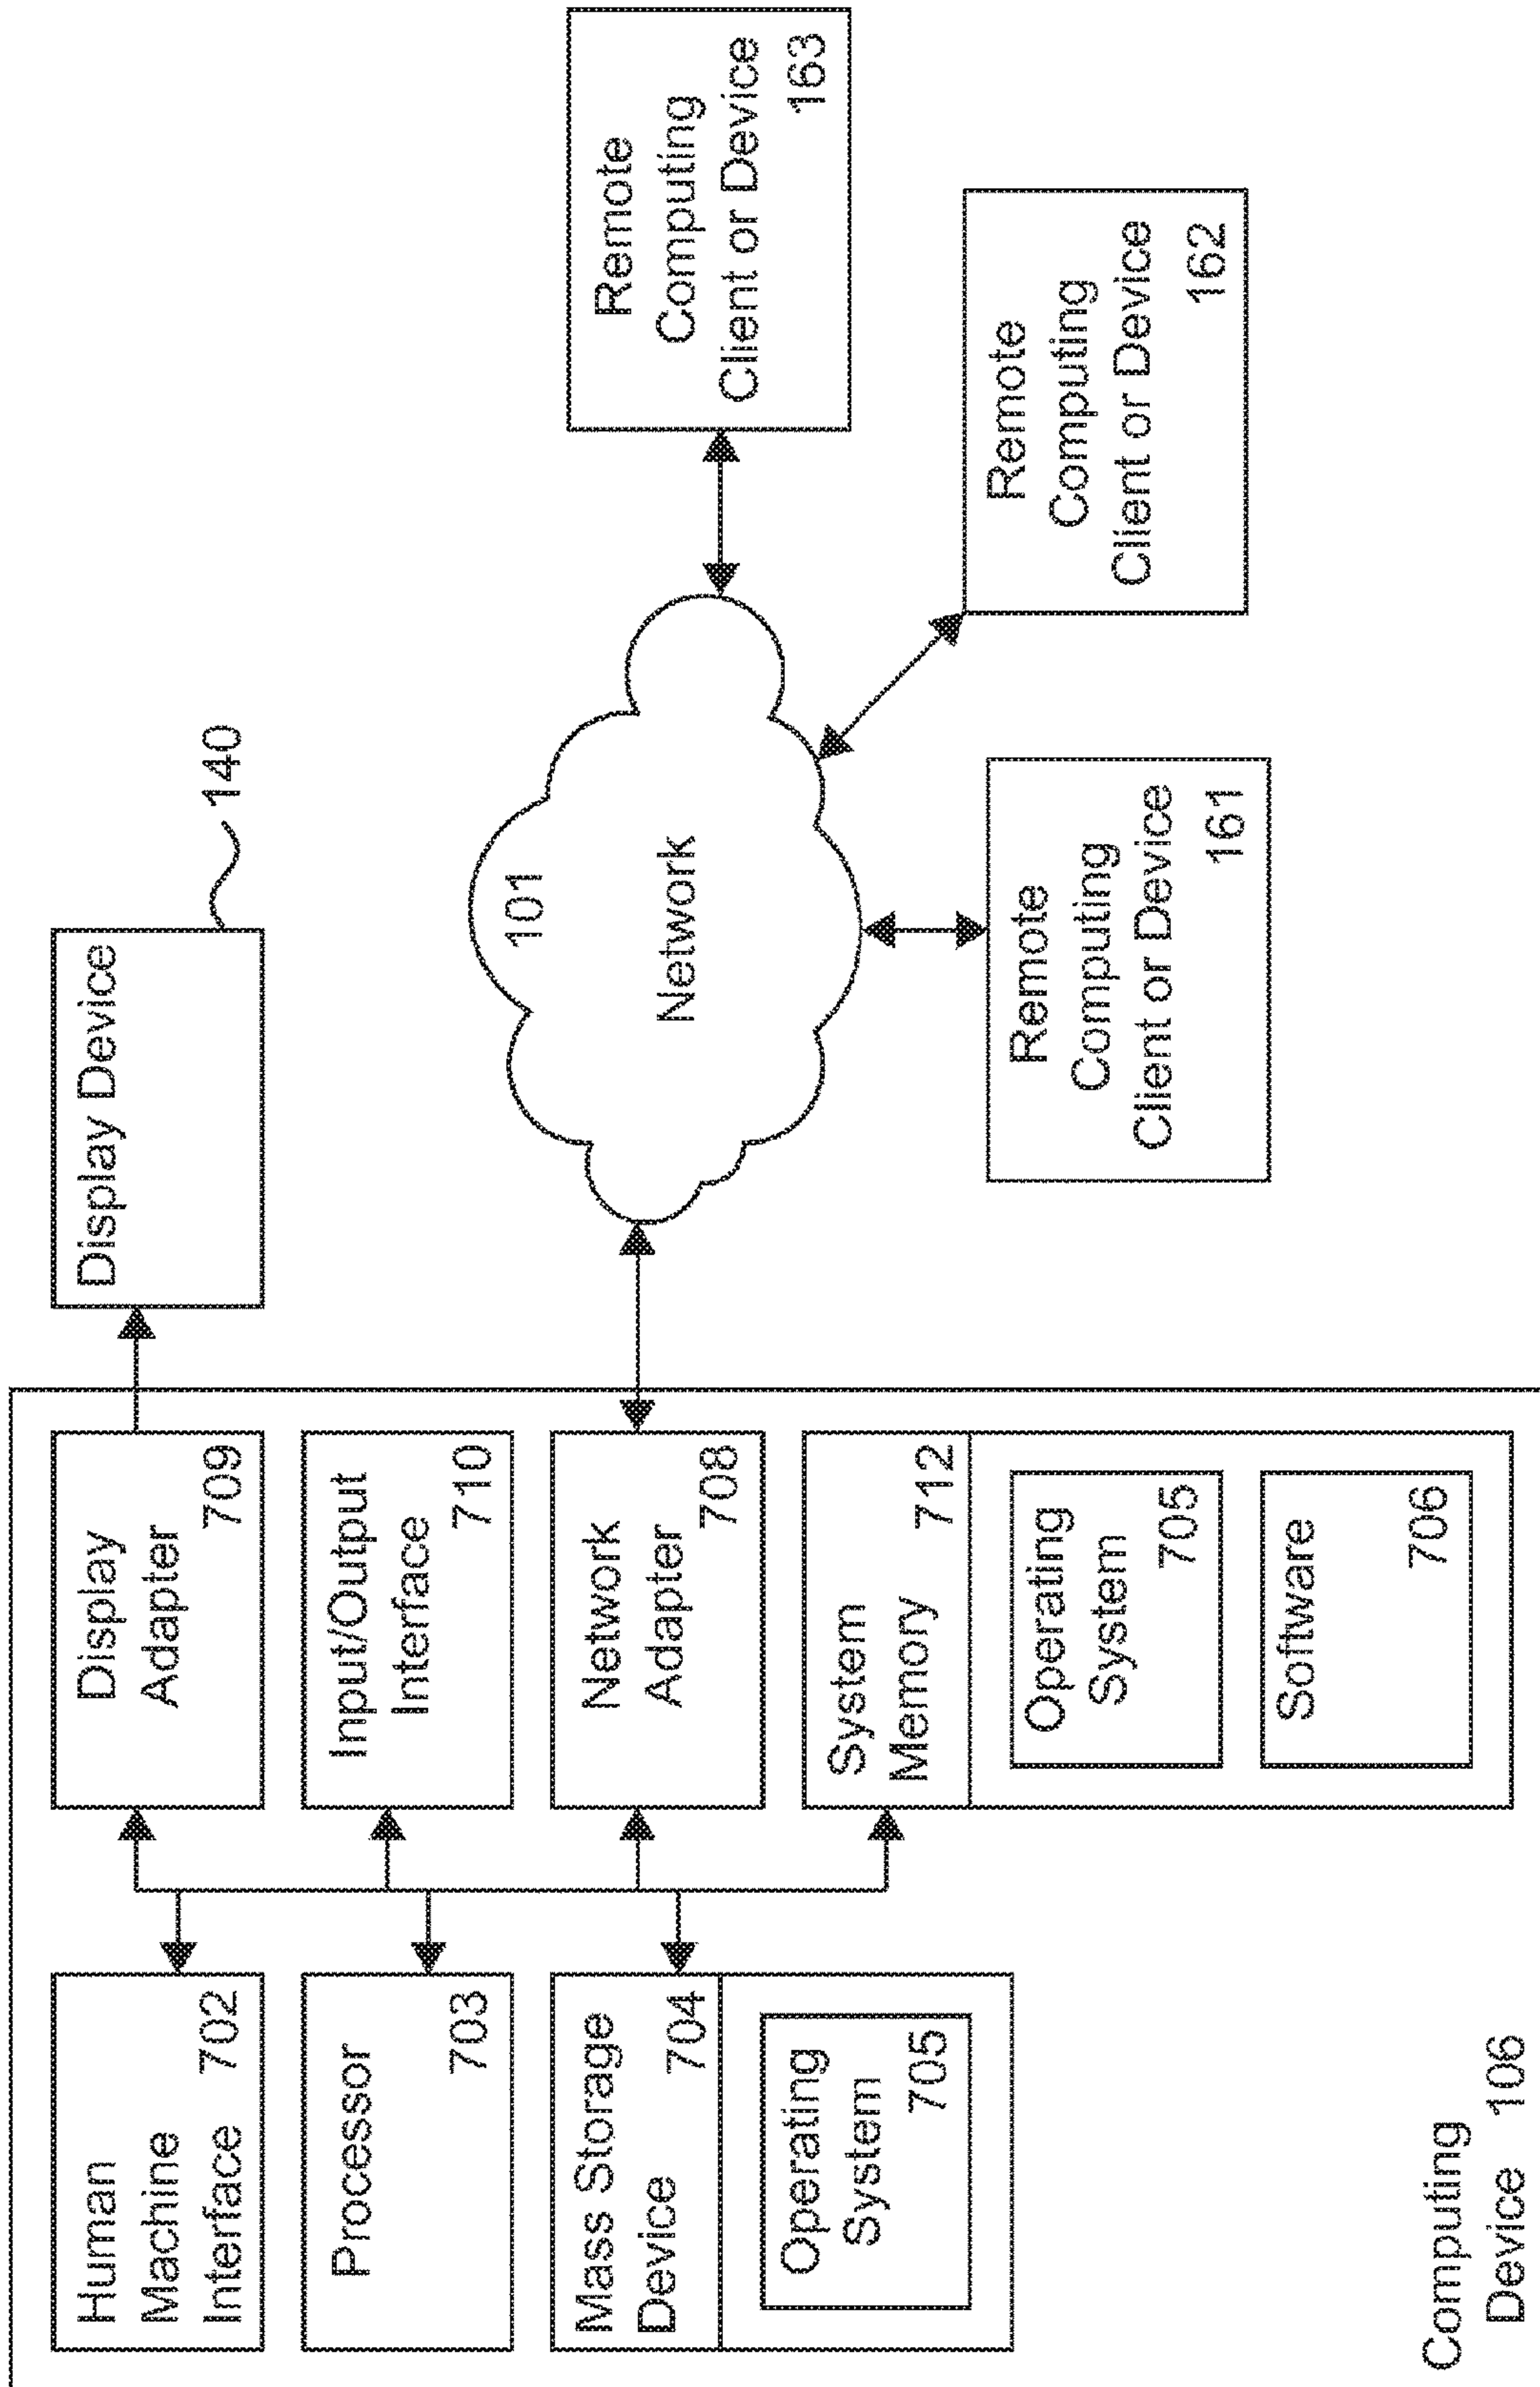 Human
Machine
Interface 702
Processor
703
Mass Storage
Device 704
Operating
System
705
Computing
Device 106
Display
Adapter
709
Input/Output
Interface
710
Network
Adapter
708
System
Memory 712
Operating
System
705
Software
706
Display Device
140
101
Network
Remote
Computing
Client or Device
161
Remote
Computing
Client or Device
162
Remote
Computing
Client or Device
163